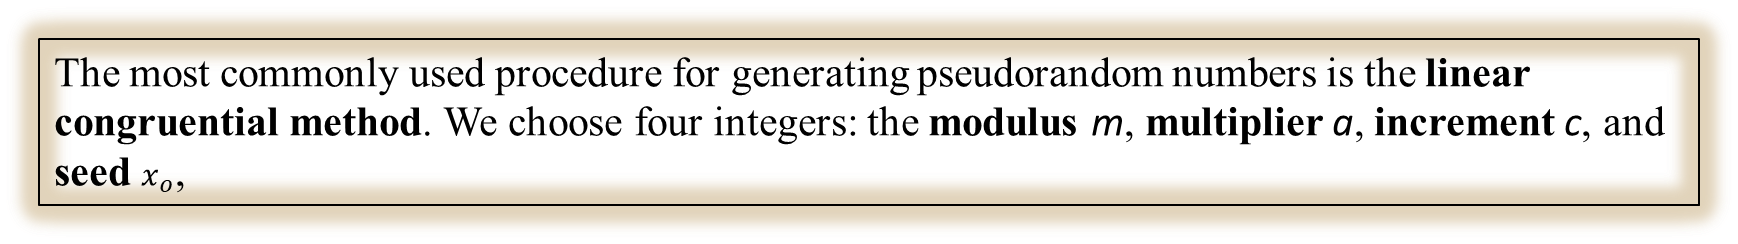 The most commonly used procedure for generating pseudorandom numbers is the linear
congruential method. We choose four integers: the modulus m, multiplier a, increment c, and
seed xₒ,